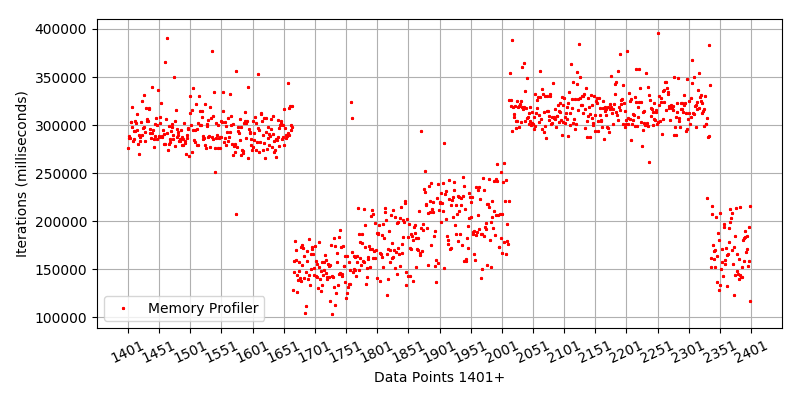 400000
350000
300000
250000
200000
150000
100000
Iterations (milliseconds)
Memory Profiler
1401 1451 1501 1551 1601 1651 1701 1751 1801 1851 1901 1951 2001 2051 2101 2151 2201 2251 2301 2351 2401
Data Points 1401+